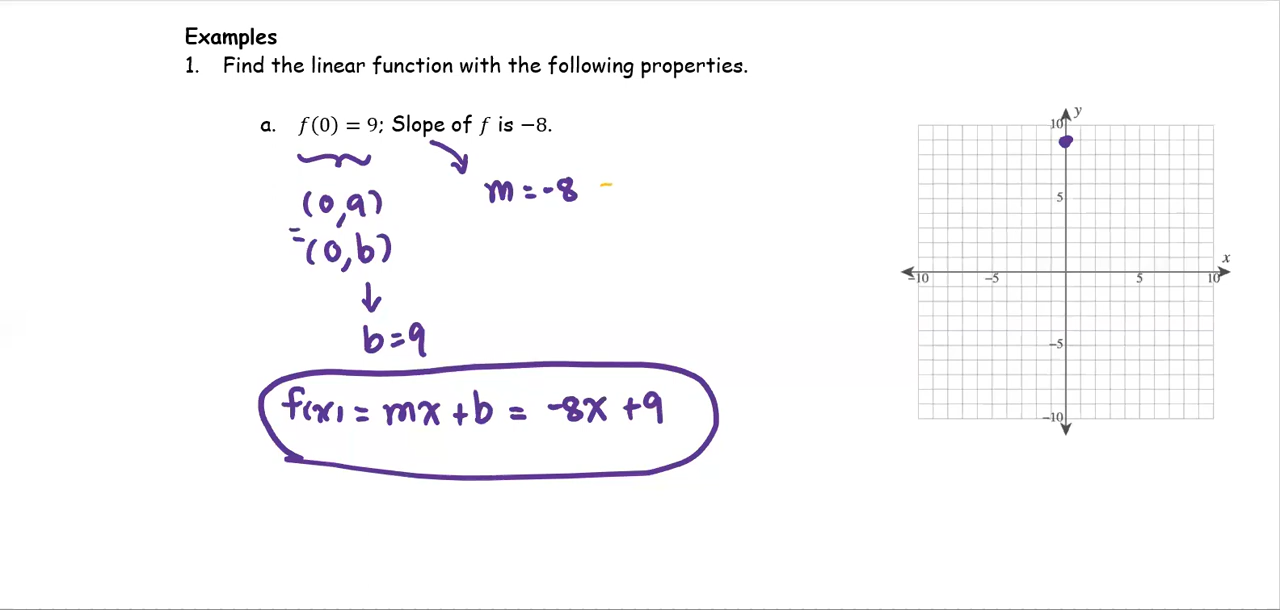 Examples
1. Find the linear function with the following properties.
a. f(0) = 9; Slope of f is −8.
(0,9)
m = -8 -
=(0,b)
↓
b=9
f(x) = mx + b = -8x + 9
y
10
5
x
−10 −5 5 10
−5
−10